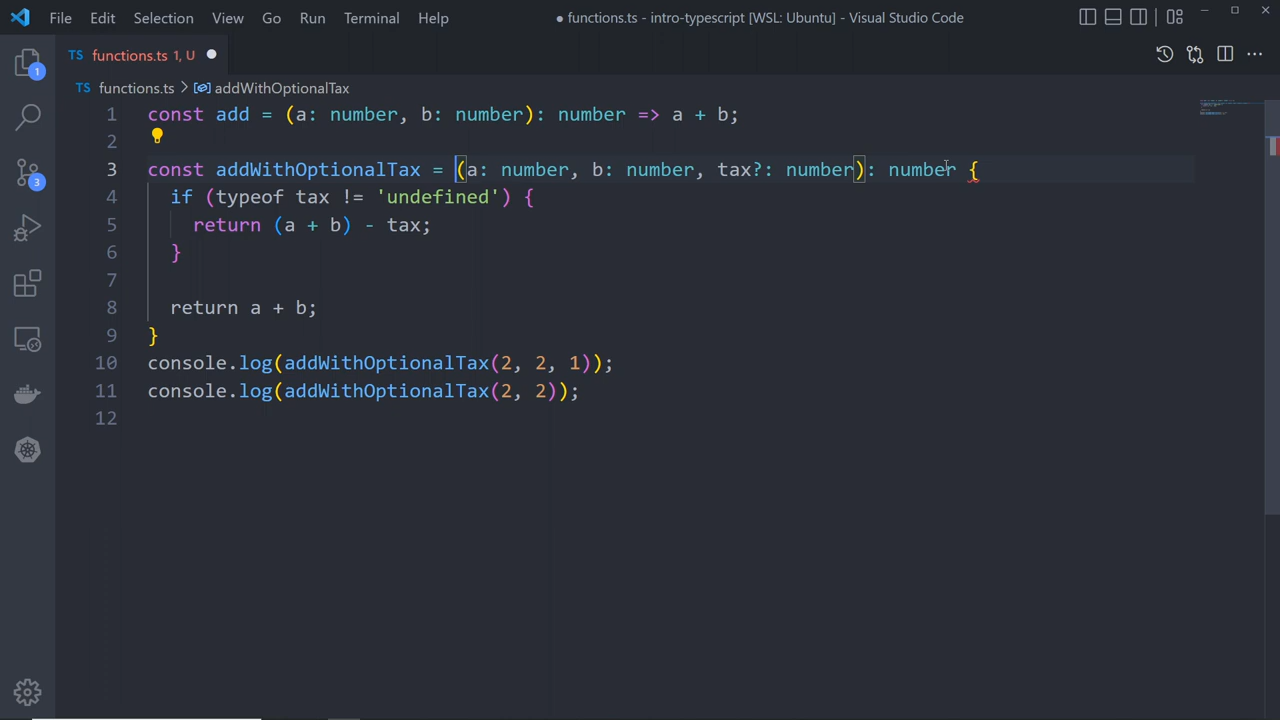 File Edit Selection View Go Run Terminal Help ● functions.ts - intro-typescript [WSL: Ubuntu] - Visual Studio Code
TS functions.ts 1, U ●
TS functions.ts > addWithOptionalTax
1 const add = (a: number, b: number): number => a + b;
2
3 const addWithOptionalTax = (a: number, b: number, tax?: number): number {
4 if (typeof tax != 'undefined') {
5 return (a + b) - tax;
6 }
7
8 return a + b;
9 }
10 console.log(addWithOptionalTax(2, 2, 1));
11 console.log(addWithOptionalTax(2, 2));
12
1
3